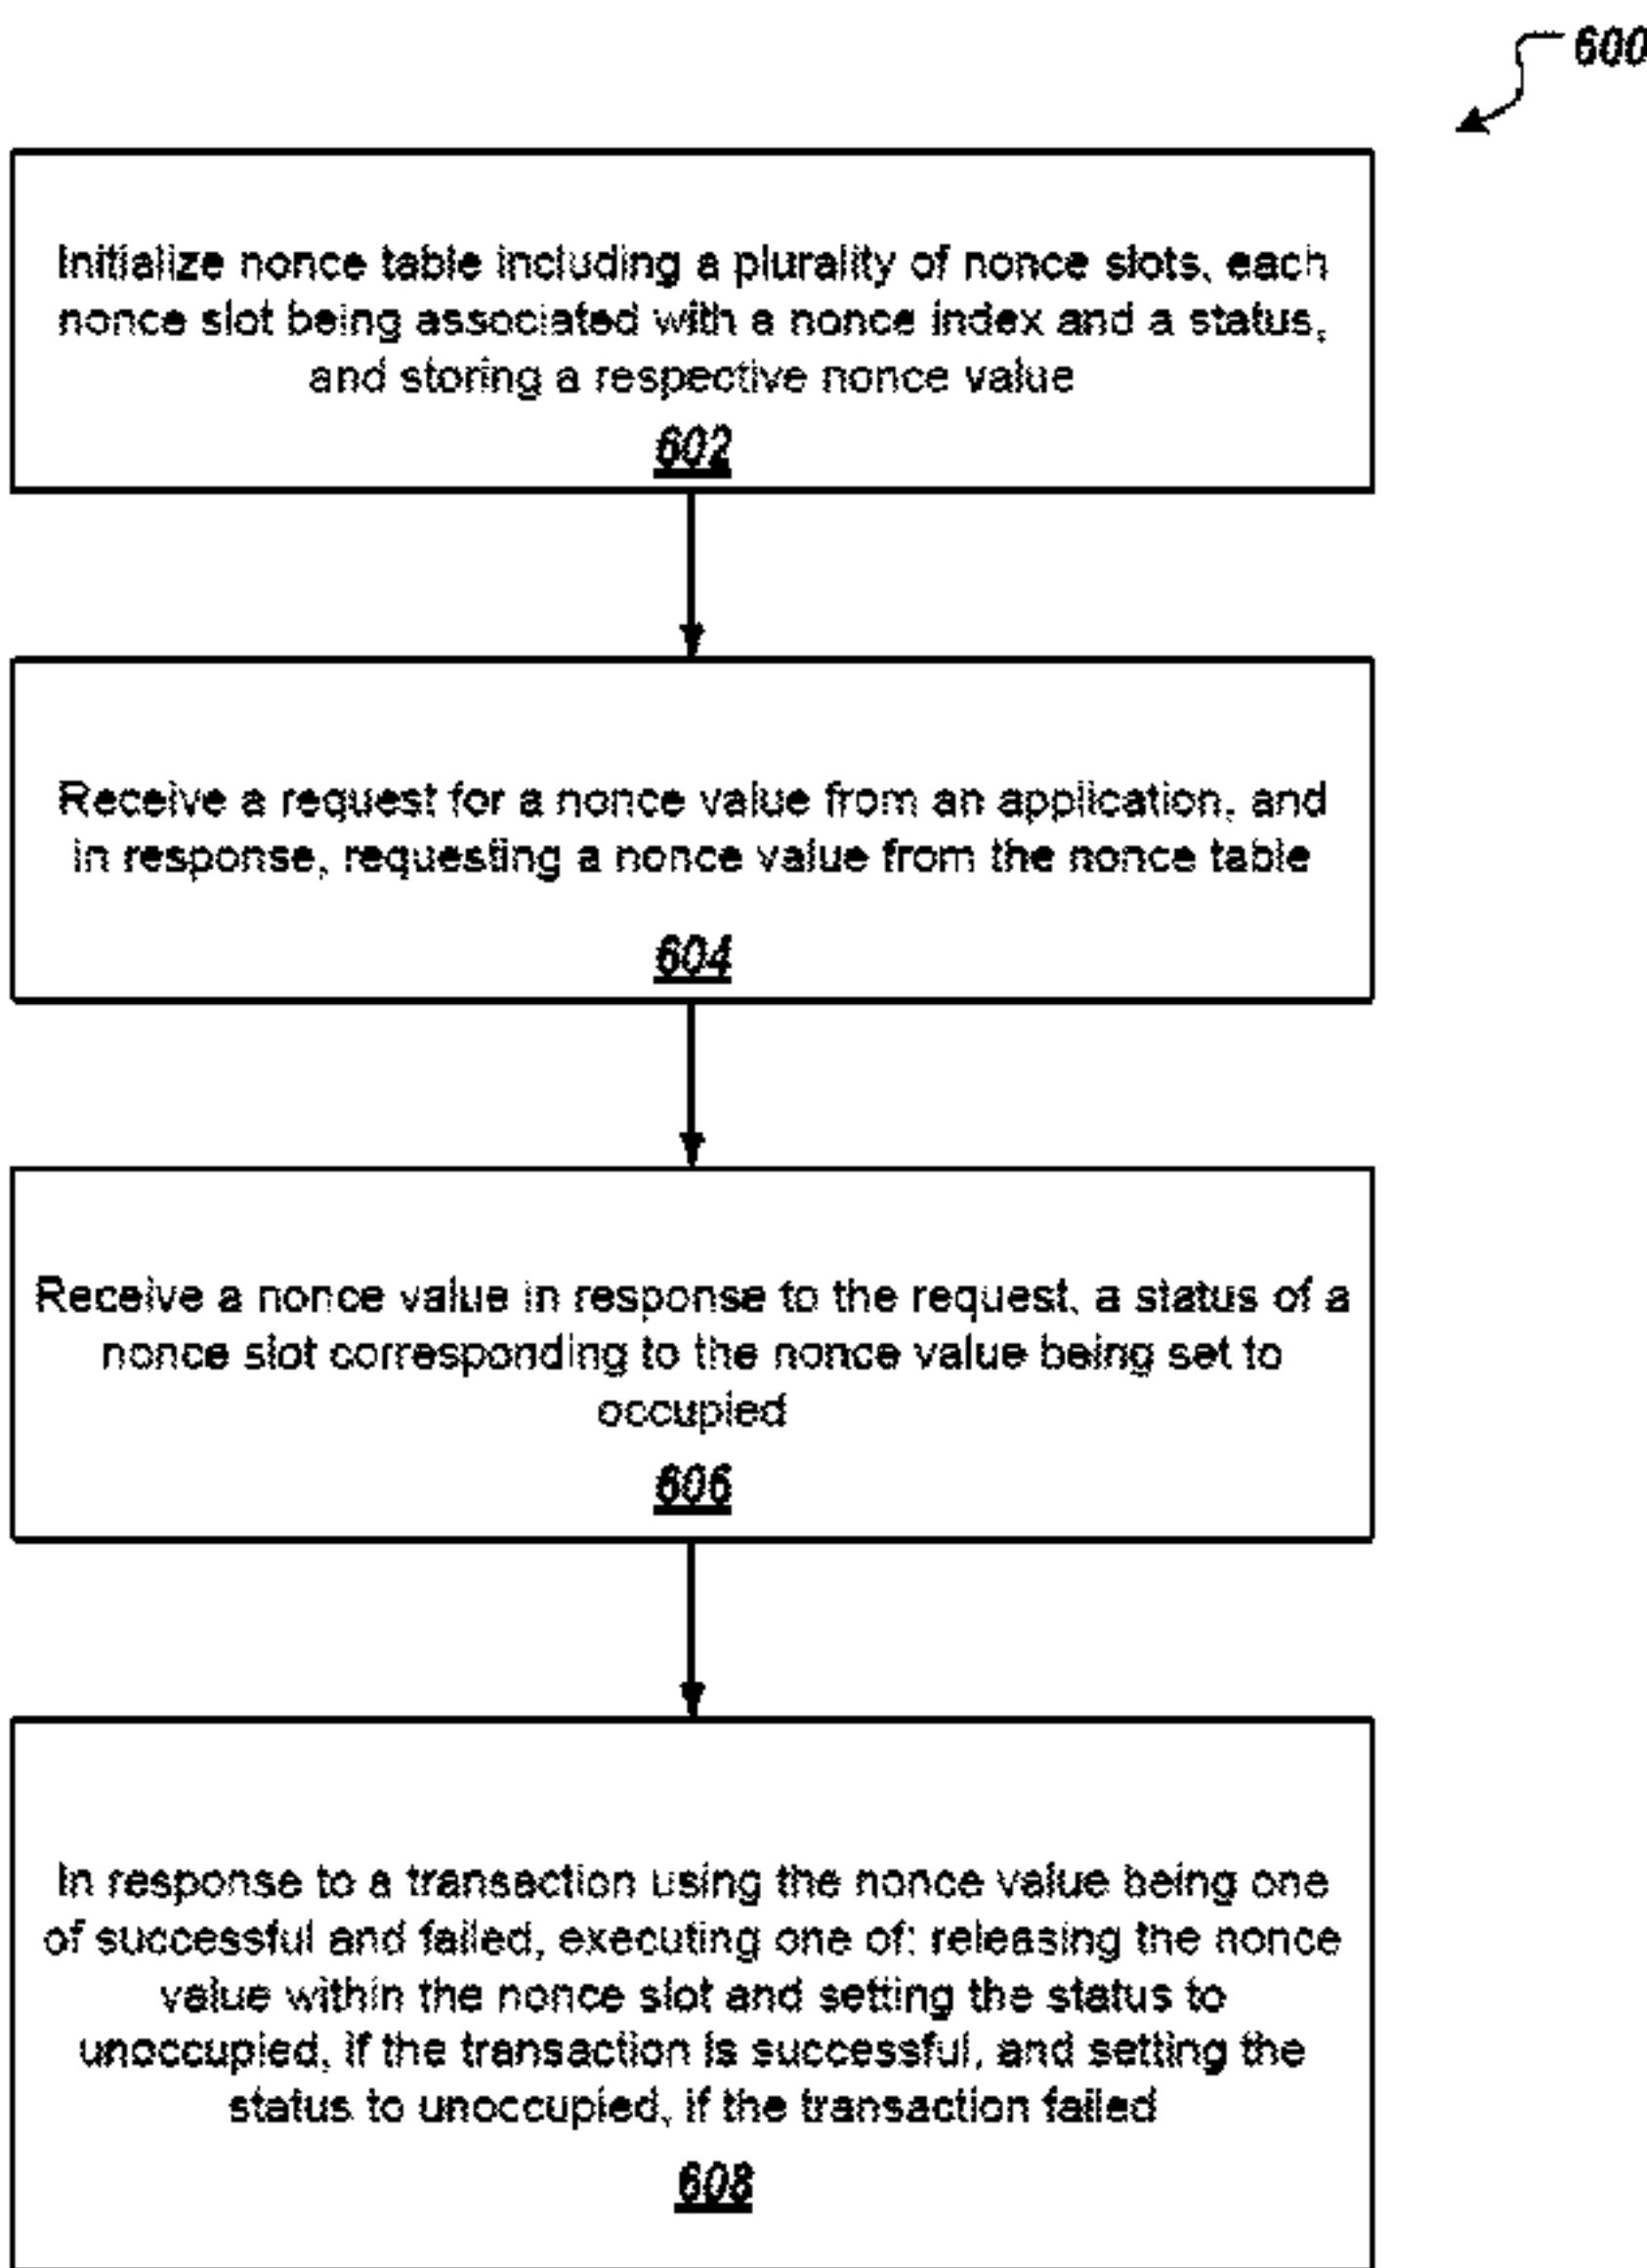 600
Initialize nonce table including a plurality of nonce slots, each
nonce slot being associated with a nonce index and a status,
and storing a respective nonce value
602
Receive a request for a nonce value from an application, and
in response, requesting a nonce value from the nonce table
604
Receive a nonce value in response to the request, a status of a
nonce slot corresponding to the nonce value being set to
occupied
606
In response to a transaction using the nonce value being one
of successful and failed, executing one of: releasing the nonce
value within the nonce slot and setting the status to
unoccupied, if the transaction is successful, and setting the
status to unoccupied, if the transaction failed
608